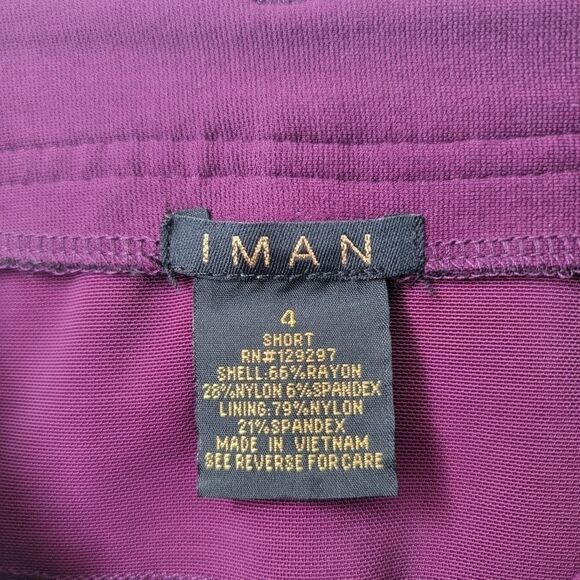 IMAN
4
SHORT
RN#129297
SHELL:66%RAYON
28%NYLON 6%SPANDEX
LINING:79%NYLON
21%SPANDEX
MADE IN VIETNAM
SEE REVERSE FOR CARE